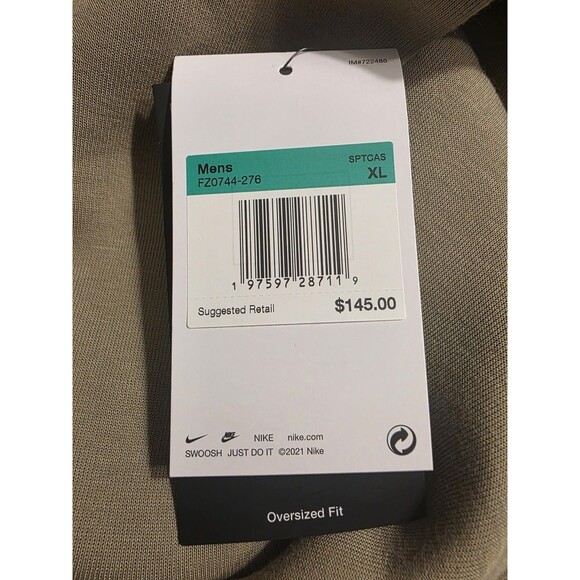 IM#722486
Mens SPTCAS
FZ0744-276 XL
1 97597 28711 9
Suggested Retail $145.00
NIKE nike.com
SWOOSH JUST DO IT ©2021 Nike
Oversized Fit